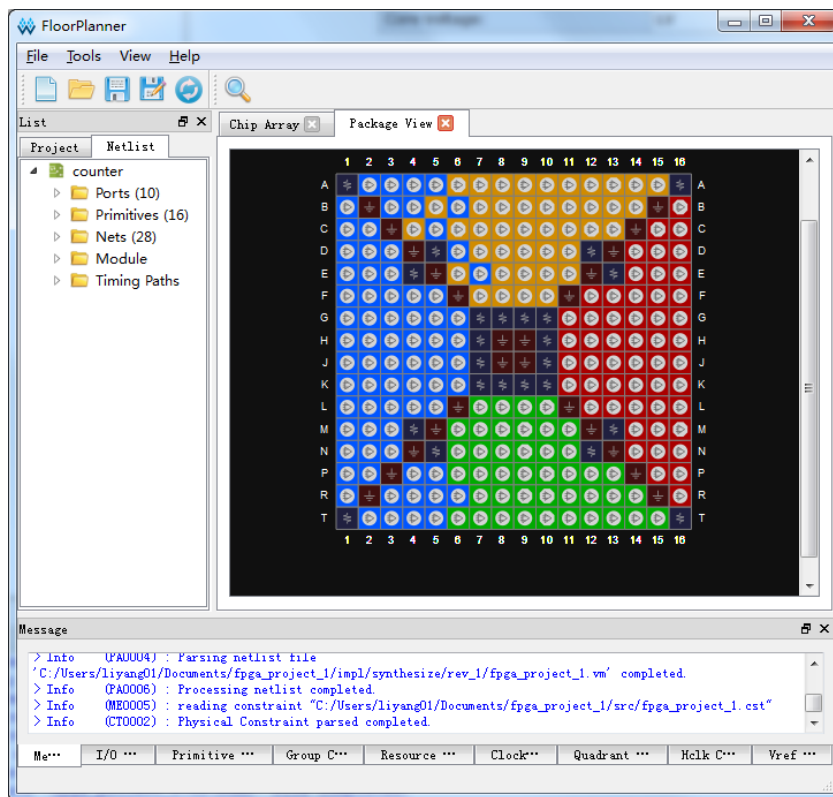 FloorPlanner
File Tools View Help
List
Chip Array
Package View
Project
Netlist
counter
Ports (10)
Primitives (16)
Nets (28)
Module
Timing Paths
1 2 3 4 5 6 7 8 9 10 11 12 13 14 15 16
A A
B B
C C
D D
E E
F F
G G
H H
J J
K K
L L
M M
N N
P P
R R
T T
1 2 3 4 5 6 7 8 9 10 11 12 13 14 15 16
Message
> Info (PA0004) : Parsing netlist file
'C:/Users/liyang01/Documents/fpga_project_1/impl/synthesize/rev_1/fpga_project_1.vm' completed.
> Info (PA0006) : Processing netlist completed.
> Info (ME0005) : reading constraint "C:/Users/liyang01/Documents/fpga_project_1/src/fpga_project_1.cst"
> Info (CT0002) : Physical Constraint parsed completed.
Me… I/O … Primitive … Group C… Resource … Clock… Quadrant … Hclk C… Vref …